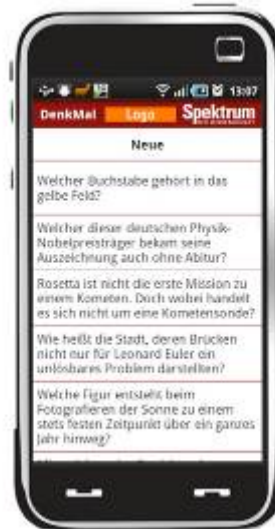 13:07
DenkMal Logo Spektrum
Neue
Welcher Buchstabe gehört in das
gelbe Feld?
Welcher dieser deutschen Physik-
Nobelpreisträger bekam seine
Auszeichnung auch ohne Abitur?
Rosetta ist nicht die erste Mission zu
einem Kometen. Doch wobei handelt
es sich nicht um eine Kometensonde?
Wie heißt die Stadt, deren Brücken
nicht nur für Leonard Euler ein
unlösbares Problem darstellten?
Welche Figur entsteht beim
Fotografieren der Sonne zu einem
stets festen Zeitpunkt über ein ganzes
Jahr hinweg?